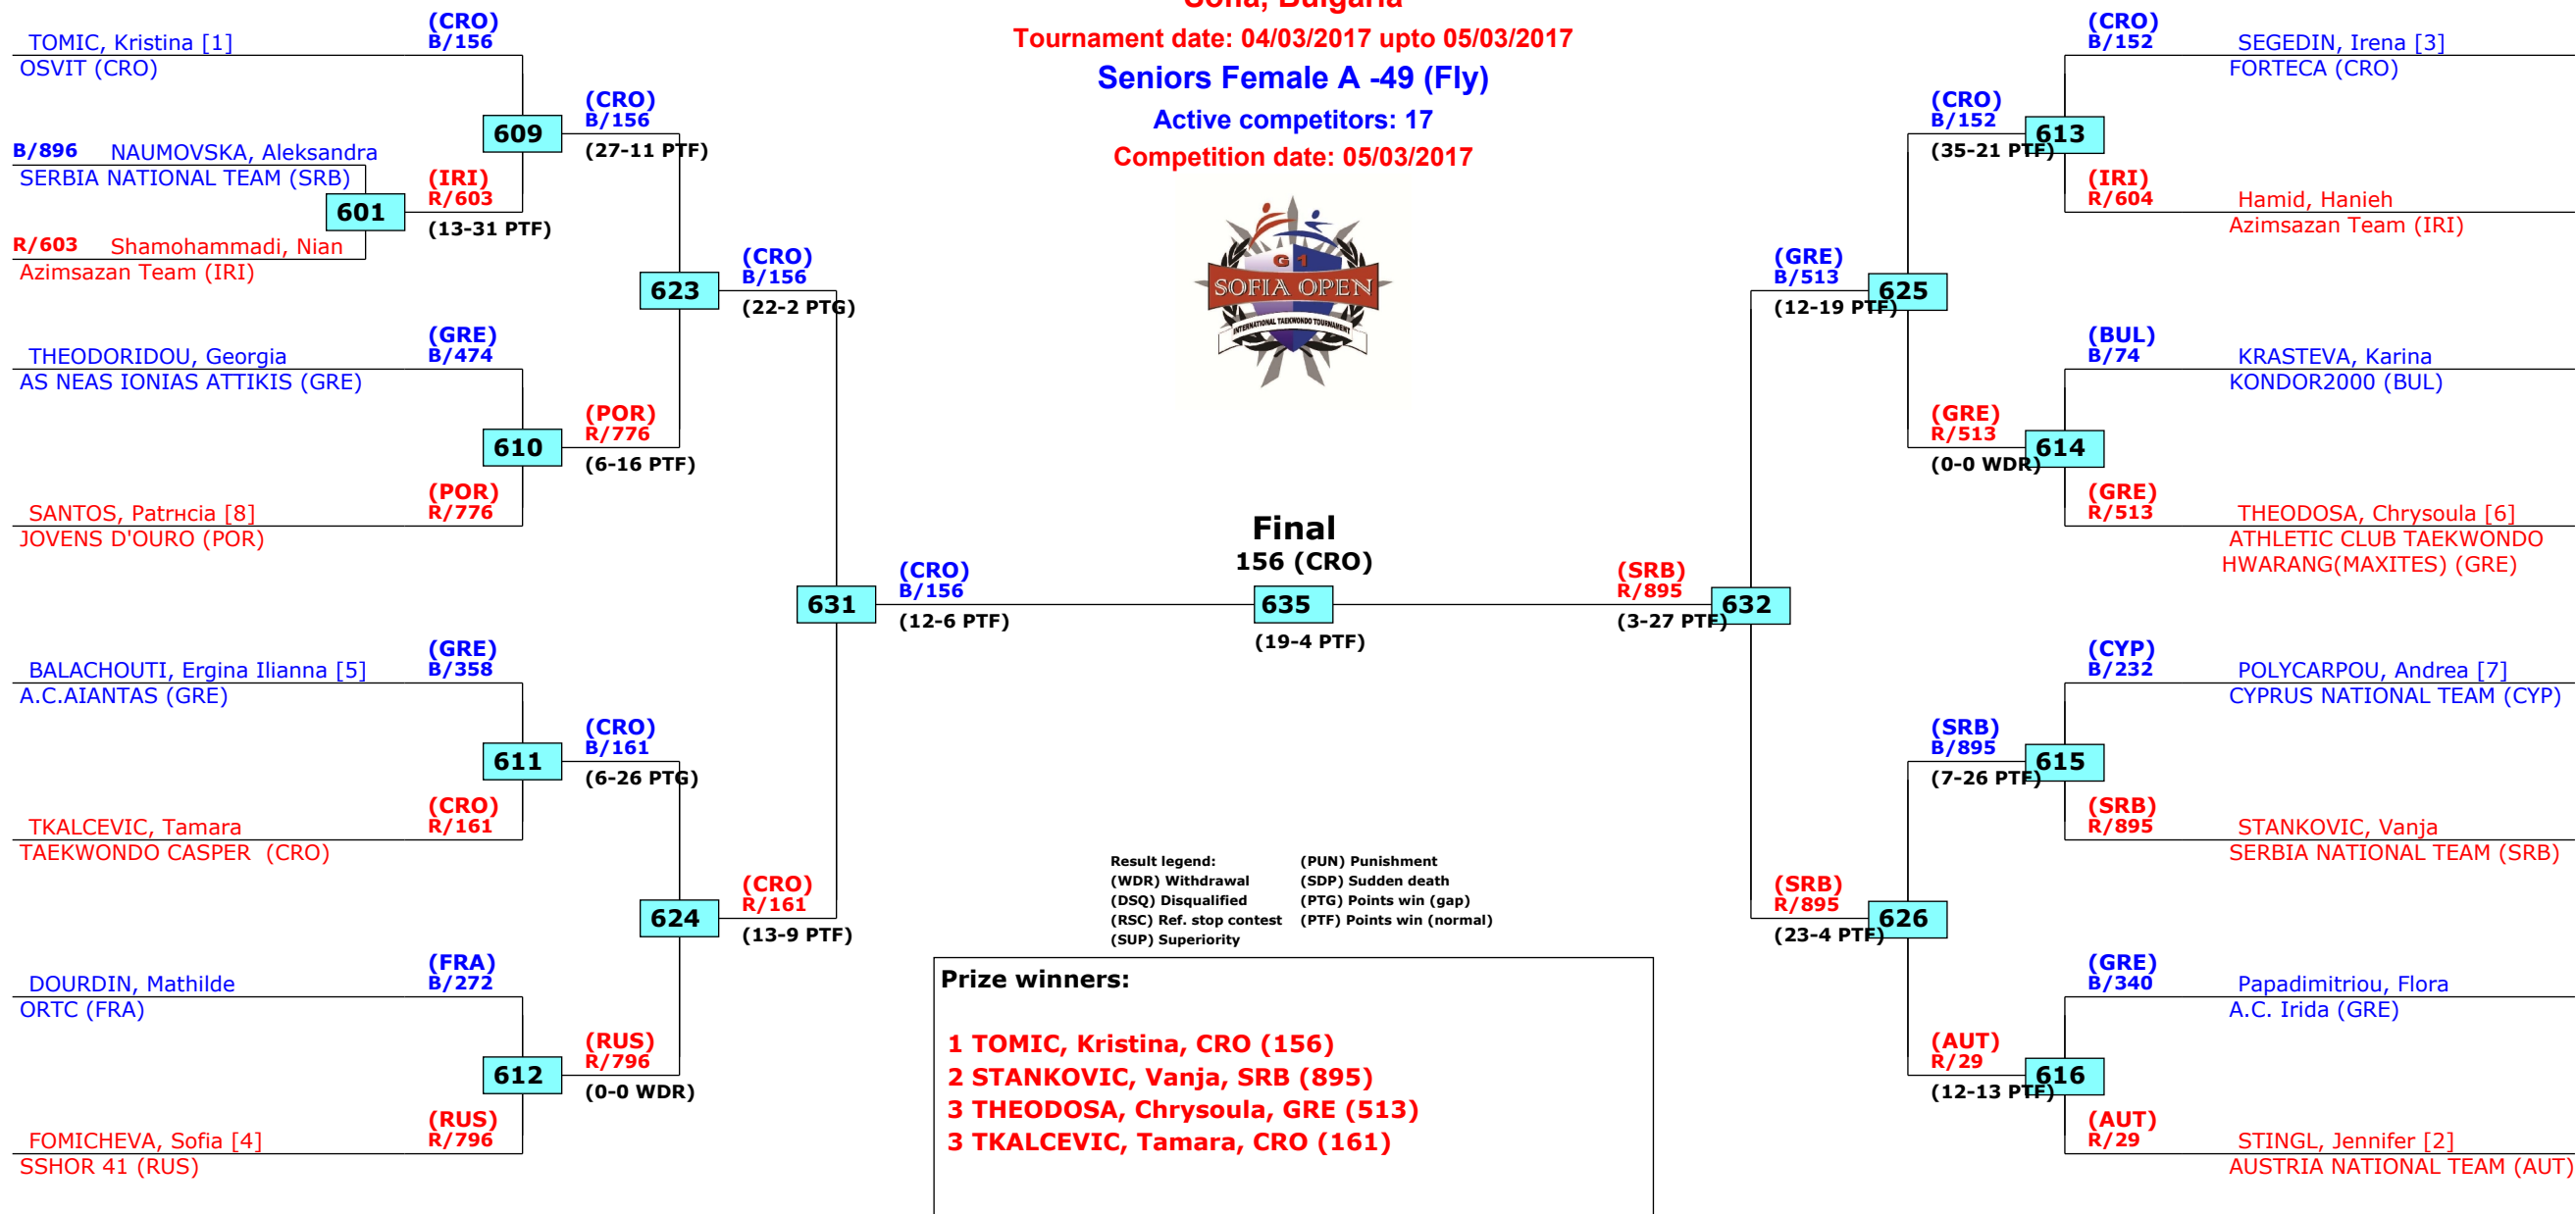 Sofia, Bulgaria
Tournament date: 04/03/2017 upto 05/03/2017
Seniors Female A -49 (Fly)
Active competitors: 17
Competition date: 05/03/2017
G 1
SOFIA OPEN
INTERNATIONAL TAEKWONDO TOURNAMENT
(CRO)
TOMIC, Kristina [1] B/156
OSVIT (CRO)
(CRO)
B/156
609
(27-11 PTF)
B/896 NAUMOVSKA, Aleksandra
SERBIA NATIONAL TEAM (SRB)
(IRI)
R/603
601
(13-31 PTF)
R/603 Shamohammadi, Nian
Azimsazan Team (IRI)
(CRO)
B/156
623
(22-2 PTG)
(GRE)
THEODORIDOU, Georgia B/474
AS NEAS IONIAS ATTIKIS (GRE)
(POR)
R/776
610
(6-16 PTF)
(POR)
SANTOS, Patrнcia [8] R/776
JOVENS D'OURO (POR)
(CRO)
B/156
631
(12-6 PTF)
(GRE)
BALACHOUTI, Ergina Ilianna [5] B/358
A.C.AIANTAS (GRE)
(CRO)
B/161
611
(6-26 PTG)
(CRO)
TKALCEVIC, Tamara R/161
TAEKWONDO CASPER (CRO)
(CRO)
R/161
624
(13-9 PTF)
(FRA)
DOURDIN, Mathilde B/272
ORTC (FRA)
(RUS)
R/796
612
(0-0 WDR)
(RUS)
FOMICHEVA, Sofia [4] R/796
SSHOR 41 (RUS)
Final
156 (CRO)
635
(19-4 PTF)
(SRB)
R/895
632
(3-27 PTF)
(CRO)
B/152 SEGEDIN, Irena [3]
FORTECA (CRO)
(CRO)
B/152
613
(35-21 PTF)
(IRI)
R/604 Hamid, Hanieh
Azimsazan Team (IRI)
(GRE)
B/513
625
(12-19 PTF)
(BUL)
B/74 KRASTEVA, Karina
KONDOR2000 (BUL)
(GRE)
R/513
614
(0-0 WDR)
(GRE)
R/513 THEODOSA, Chrysoula [6]
ATHLETIC CLUB TAEKWONDO
HWARANG(MAXITES) (GRE)
(CYP)
B/232 POLYCARPOU, Andrea [7]
CYPRUS NATIONAL TEAM (CYP)
(SRB)
B/895
615
(7-26 PTF)
(SRB)
R/895 STANKOVIC, Vanja
SERBIA NATIONAL TEAM (SRB)
(SRB)
R/895
626
(23-4 PTF)
(GRE)
B/340 Papadimitriou, Flora
A.C. Irida (GRE)
(AUT)
R/29
616
(12-13 PTF)
(AUT)
R/29 STINGL, Jennifer [2]
AUSTRIA NATIONAL TEAM (AUT)
Result legend: (PUN) Punishment
(WDR) Withdrawal (SDP) Sudden death
(DSQ) Disqualified (PTG) Points win (gap)
(RSC) Ref. stop contest (PTF) Points win (normal)
(SUP) Superiority
Prize winners:
1 TOMIC, Kristina, CRO (156)
2 STANKOVIC, Vanja, SRB (895)
3 THEODOSA, Chrysoula, GRE (513)
3 TKALCEVIC, Tamara, CRO (161)